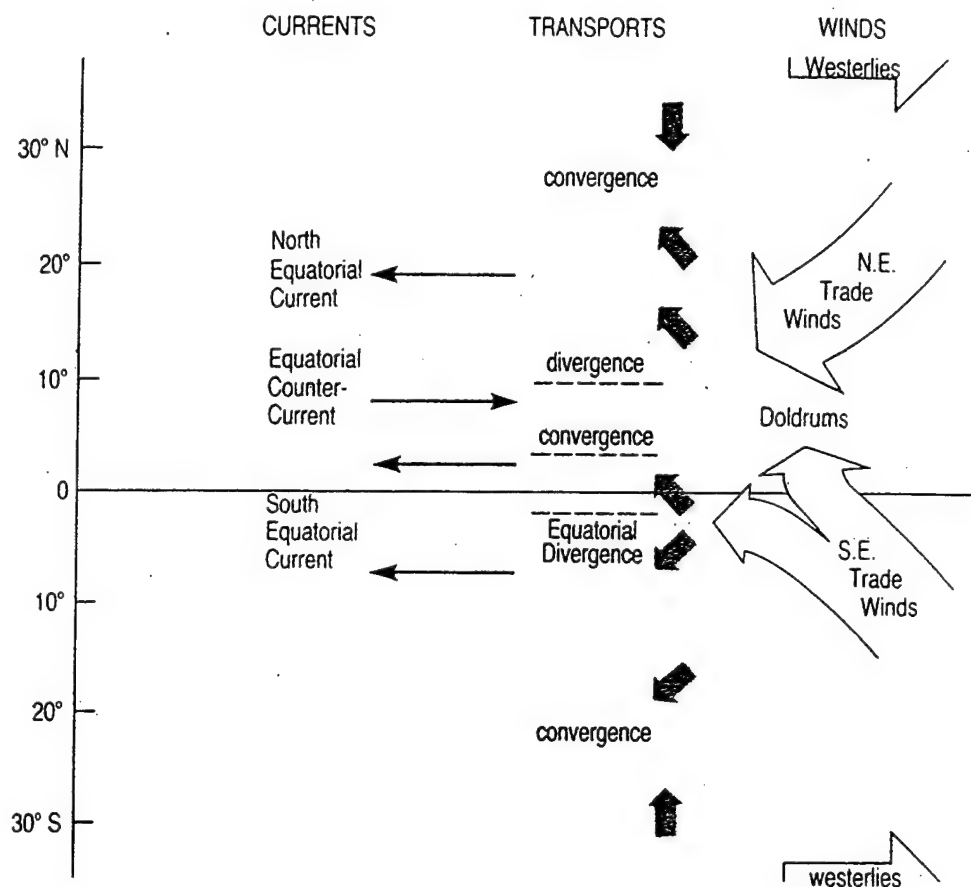 CURRENTS
TRANSPORTS
WINDS
Westerlies
30° N
convergence
North
Equatorial
Current
20°
N.E.
Trade
Winds
Equatorial
Counter-
Current
10°
divergence
Doldrums
convergence
0
South
Equatorial
Current
Equatorial
Divergence
S.E.
Trade
Winds
10°
20°
convergence
30° S
westerlies